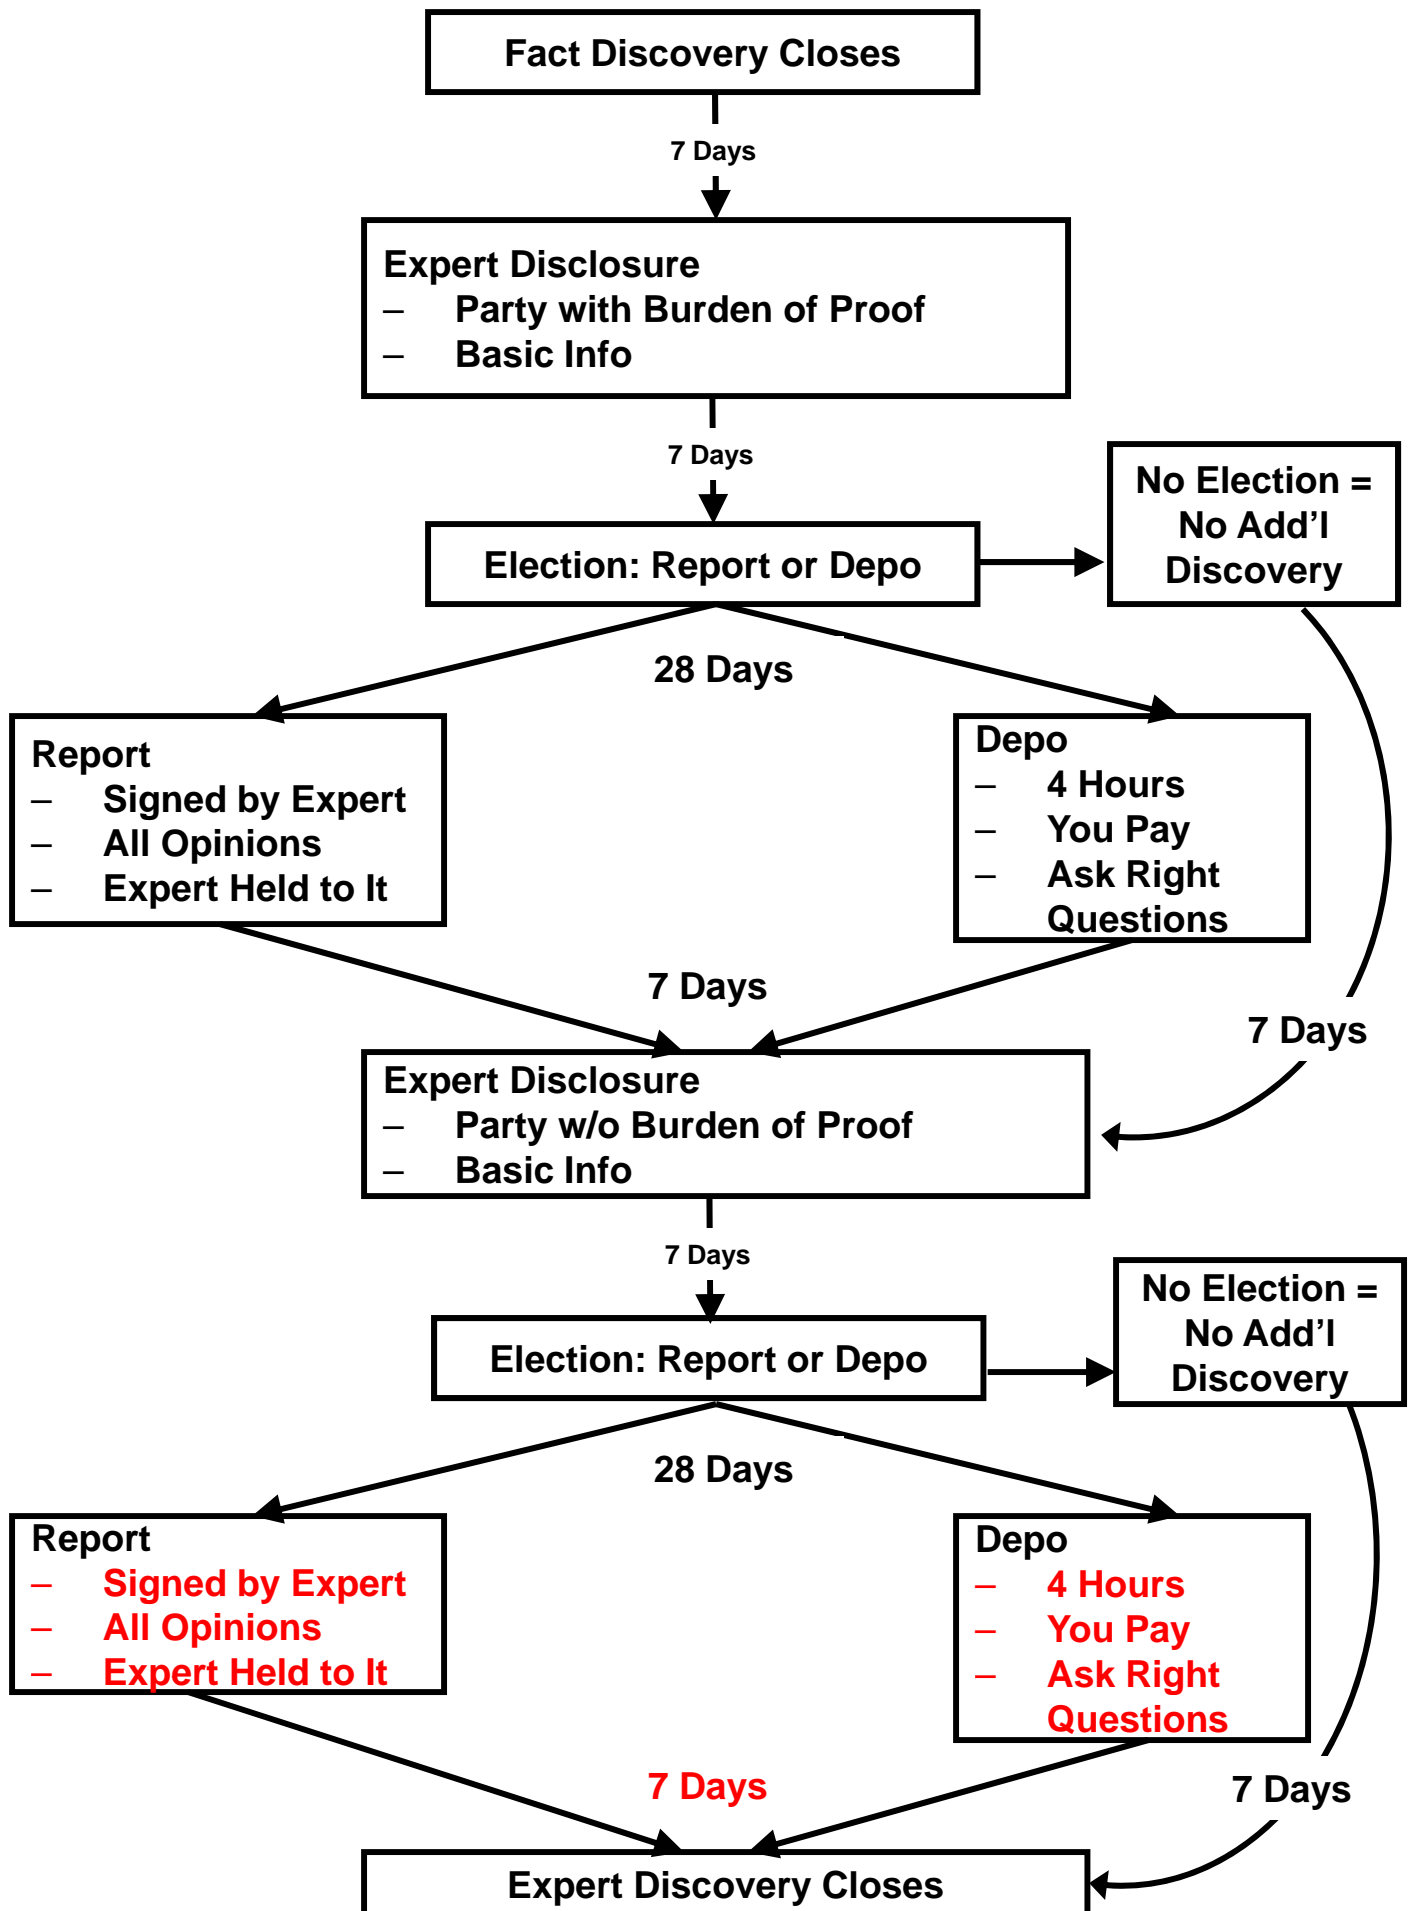 Fact Discovery Closes
7 Days
Expert Disclosure
– Party with Burden of Proof
– Basic Info
7 Days
No Election =
No Add’l
Discovery
Election: Report or Depo
28 Days
Report
– Signed by Expert
– All Opinions
– Expert Held to It
Depo
– 4 Hours
– You Pay
– Ask Right
Questions
7 Days
7 Days
Expert Disclosure
– Party w/o Burden of Proof
– Basic Info
7 Days
No Election =
No Add’l
Discovery
Election: Report or Depo
28 Days
Report
– Signed by Expert
– All Opinions
– Expert Held to It
Depo
– 4 Hours
– You Pay
– Ask Right
Questions
7 Days
7 Days
Expert Discovery Closes